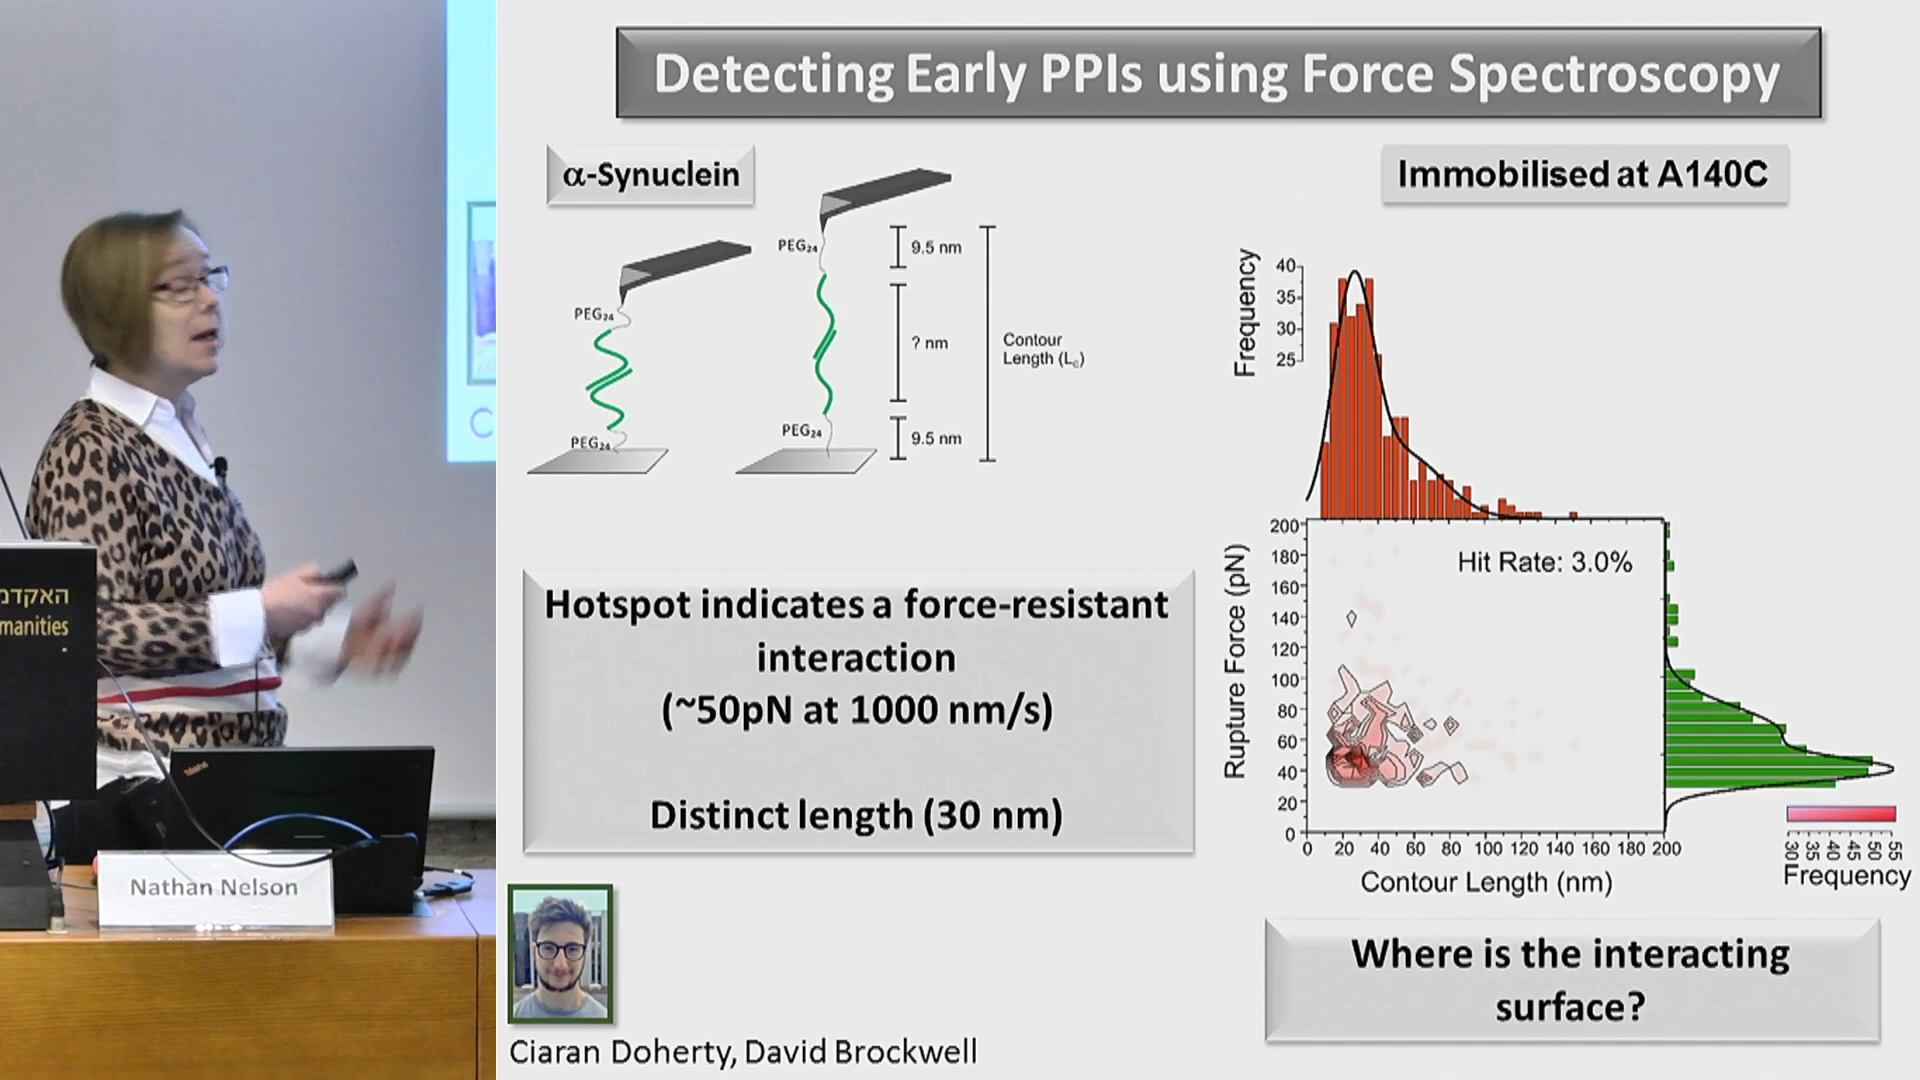 Detecting Early PPIs using Force Spectroscopy
α-Synuclein
Immobilised at A140C
PEG24
PEG24
PEG24
PEG24
9.5 nm
? nm
9.5 nm
Contour
Length (Lc)
Frequency
40
35
30
25
Hotspot indicates a force-resistant
interaction
(~50pN at 1000 nm/s)
Distinct length (30 nm)
Hit Rate: 3.0%
Rupture Force (pN)
200
180
160
140
120
100
80
60
40
20
0
0 20 40 60 80 100 120 140 160 180 200
Contour Length (nm)
30 35 40 45 50 55
Frequency
Where is the interacting
surface?
Ciaran Doherty, David Brockwell
manities
Nathan Nelson
ThinkPad
C